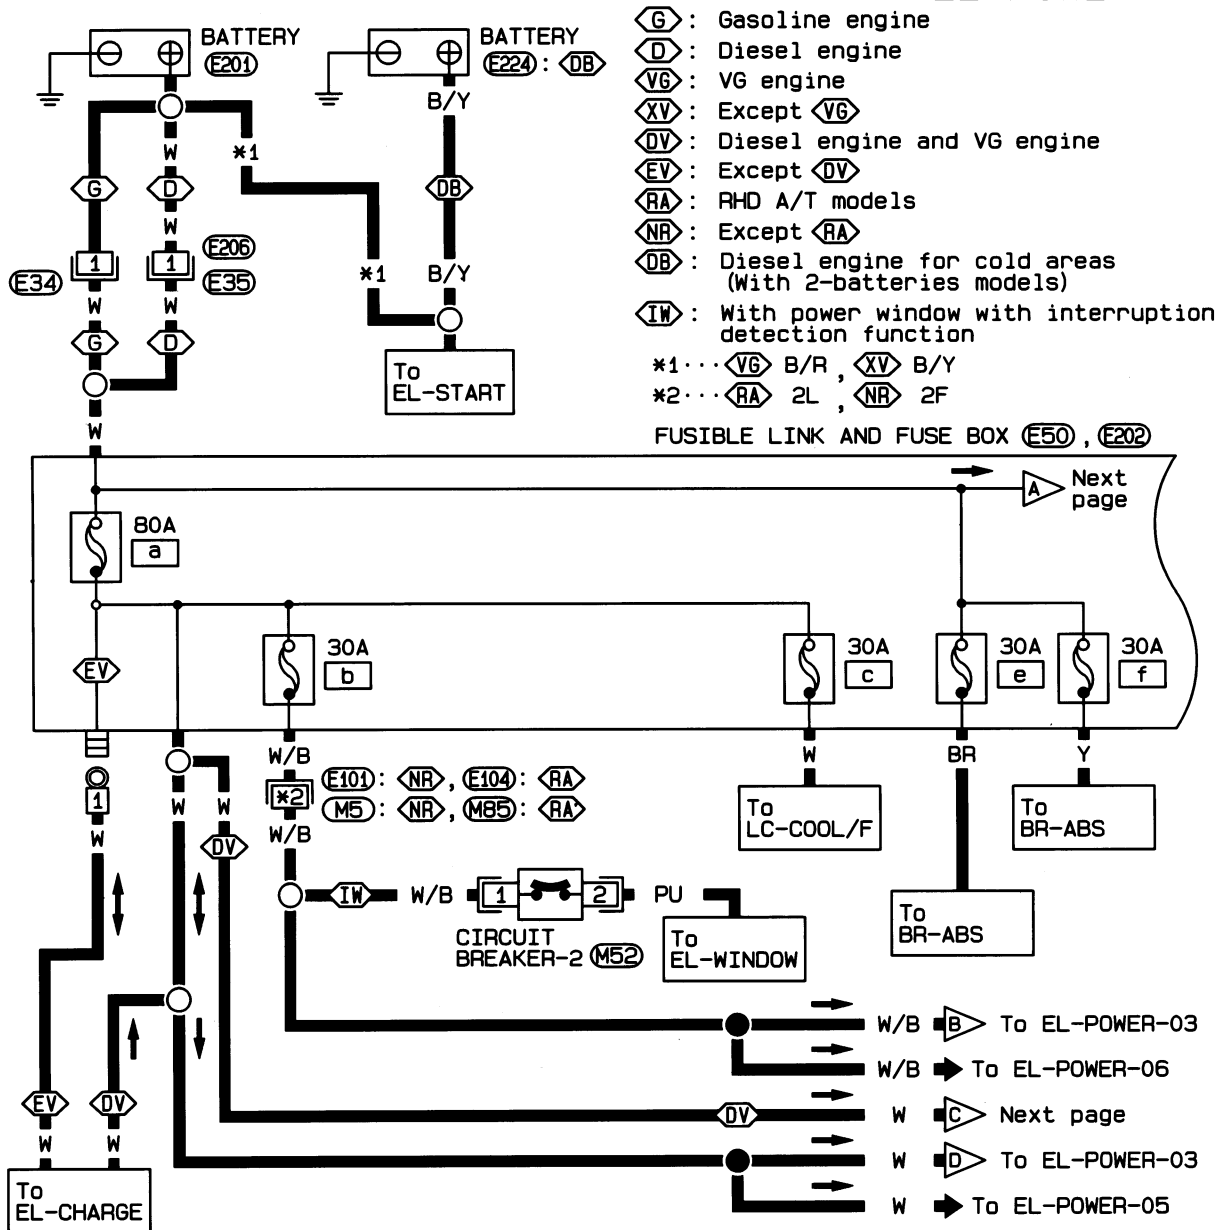 BATTERY
E201
BATTERY
E224 : DB
G : Gasoline engine
D : Diesel engine
VG : VG engine
XV : Except VG
DV : Diesel engine and VG engine
EV : Except DV
RA : RHD A/T models
NR : Except RA
DB : Diesel engine for cold areas
(With 2-batteries models)
IW : With power window with interruption
detection function
*1··· VG B/R , XV B/Y
*2··· RA 2L , NR 2F
B/Y
W
*1
G
D
DB
E206
1
1
E34
E35
*1
B/Y
W
W
G
D
To
EL-START
W
FUSIBLE LINK AND FUSE BOX E50 , E202
A
Next
page
80A
a
EV
30A
b
30A
c
30A
e
30A
f
W/B
W
BR
Y
1
W
W
*2
E101 : NR , E104 : RA
M5 : NR , M85 : RA
W/B
To
LC-COOL/F
To
BR-ABS
W
DV
IW
W/B
1
2
PU
CIRCUIT
BREAKER-2 M52
To
EL-WINDOW
To
BR-ABS
W/B B To EL-POWER-03
W/B To EL-POWER-06
EV
DV
DV
W C Next page
W
W
W D To EL-POWER-03
To
EL-CHARGE
W To EL-POWER-05